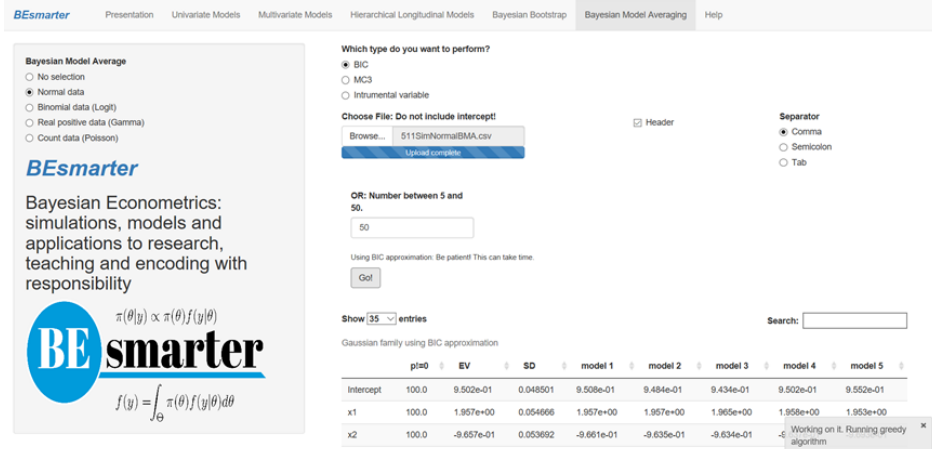 BEsmarter Presentation Univariate Models Multivariate Models Hierarchical Longitudinal Models Bayesian Bootstrap Bayesian Model Averaging Help
Bayesian Model Average
No selection
Normal data
Binomial data (Logit)
Real positive data (Gamma)
Count data (Poisson)
BEsmarter
Bayesian Econometrics:
simulations, models and
applications to research,
teaching and encoding with
responsibility
π(θ|y) ∝ π(θ)f(y|θ)
BE smarter
f(y) = ∫_Θ π(θ)f(y|θ)dθ
Which type do you want to perform?
BIC
MC3
Intrumental variable
Choose File: Do not include intercept!
Browse... 511SimNormalBMA.csv
Upload complete
Header
Separator
Comma
Semicolon
Tab
OR: Number between 5 and
50.
50
Using BIC approximation: Be patient! This can take time.
Go!
Show 35 entries
Search:
Gaussian family using BIC approximation
p!=0 EV SD model 1 model 2 model 3 model 4 model 5
Intercept 100.0 9.502e-01 0.048501 9.508e-01 9.484e-01 9.434e-01 9.502e-01 9.552e-01
x1 100.0 1.957e+00 0.054666 1.957e+00 1.957e+00 1.965e+00 1.958e+00 1.953e+00
x2 100.0 -9.657e-01 0.053692 -9.661e-01 -9.635e-01 -9.634e-01
Working on it. Running greedy
algorithm
×